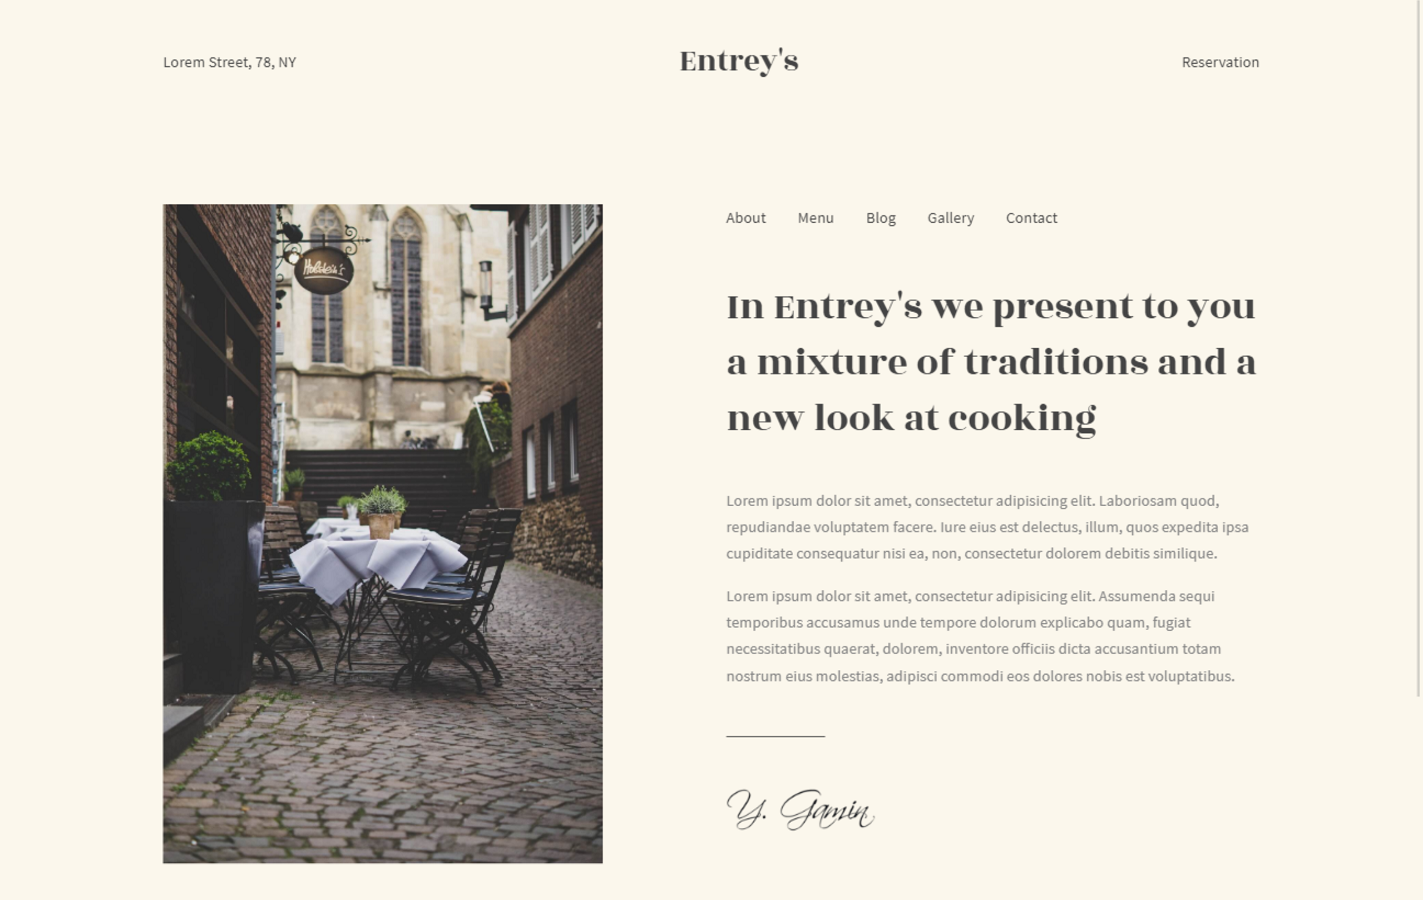 Lorem Street, 78, NY
Entrey's
Reservation
About
Menu
Blog
Gallery
Contact
In Entrey's we present to you
a mixture of traditions and a
new look at cooking
Lorem ipsum dolor sit amet, consectetur adipisicing elit. Laboriosam quod,
repudiandae voluptatem facere. Iure eius est delectus, illum, quos expedita ipsa
cupiditate consequatur nisi ea, non, consectetur dolorem debitis similique.
Lorem ipsum dolor sit amet, consectetur adipisicing elit. Assumenda sequi
temporibus accusamus unde tempore dolorum explicabo quam, fugiat
necessitatibus quaerat, dolorem, inventore officiis dicta accusantium totam
nostrum eius molestias, adipisci commodi eos dolores nobis est voluptatibus.
Y. Gamin